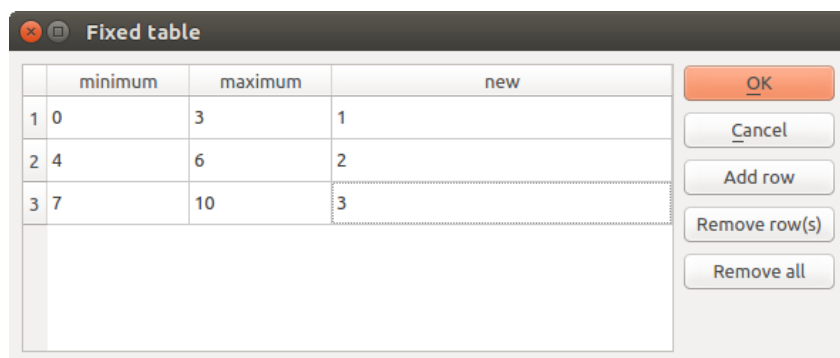 Fixed table
minimum maximum new
1 0 3 1
2 4 6 2
3 7 10 3
OK
Cancel
Add row
Remove row(s)
Remove all